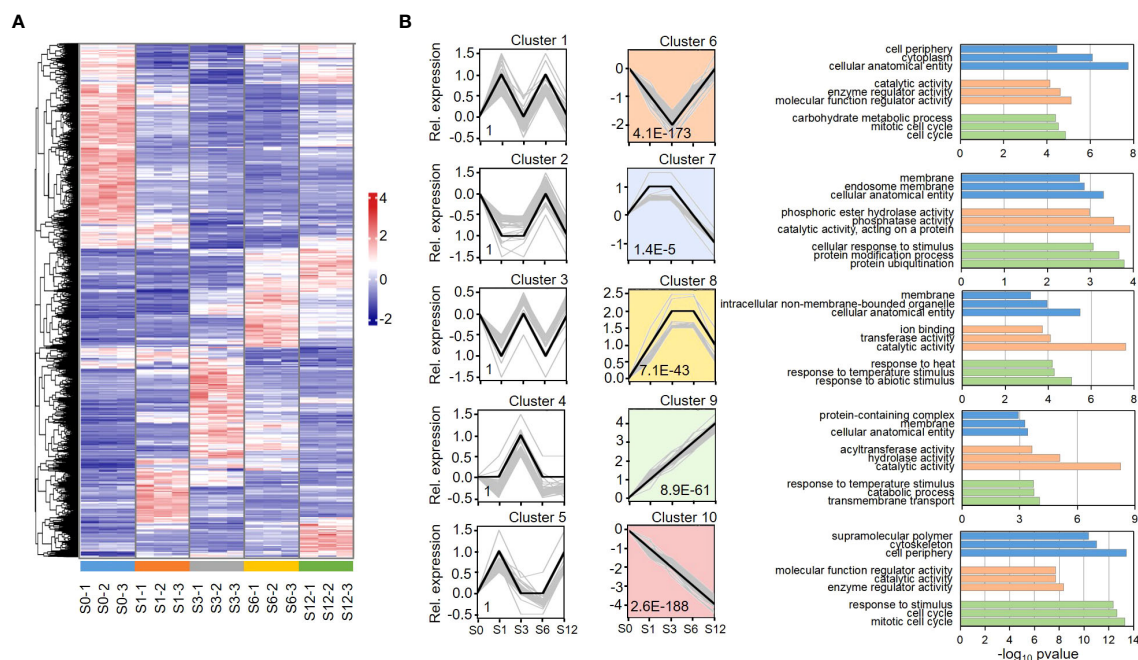 A
B
4
2
0
-2
S0-1
S0-2
S0-3
S1-1
S1-2
S1-3
S3-1
S3-2
S3-3
S6-1
S6-2
S6-3
S12-1
S12-2
S12-3
Cluster 1
Rel. expression
1.5
1.0
0.5
0.0
-0.5
1
Cluster 2
Rel. expression
1.5
0.0
-0.5
1.0
-1.5
1
Cluster 3
Rel. expression
0.5
0.0
-0.5
-1.0
-1.5
1
Cluster 4
Rel. expression
1.5
1.0
0.5
0.0
-0.5
1
Cluster 5
Rel. expression
1.5
1.0
0.5
0.0
-0.5
1
S0 S1 S3 S6 S12
Cluster 6
0
-1
-2
4.1E-173
Cluster 7
1
0
-1
1.4E-5
Cluster 8
2.5
2.0
1.5
1.0
0.5
0.0
7.1E-43
Cluster 9
4
3
2
1
0
8.9E-61
Cluster 10
0
-1
-2
-3
-4
2.6E-188
S0 S1 S3 S6 S12
cell periphery
cytoplasm
cellular anatomical entity
catalytic activity
enzyme regulator activity
molecular function regulator activity
carbohydrate metabolic process
mitotic cell cycle
cell cycle
0 2 4 6 8
membrane
endosome membrane
cellular anatomical entity
phosphoric ester hydrolase activity
phosphatase activity
catalytic activity, acting on a protein
cellular response to stimulus
protein modification process
protein ubiquitination
0 1 2 3 4
membrane
intracellular non-membrane-bounded organelle
cellular anatomical entity
ion binding
transferase activity
catalytic activity
response to heat
response to temperature stimulus
response to abiotic stimulus
0 2 4 6 8
protein-containing complex
membrane
cellular anatomical entity
acyltransferase activity
hydrolase activity
catalytic activity
response to temperature stimulus
catabolic process
transmembrane transport
0 3 6 9
supramolecular polymer
cytoskeleton
cell periphery
molecular function regulator activity
catalytic activity
enzyme regulator activity
response to stimulus
cell cycle
mitotic cell cycle
0 2 4 6 8 10 12 14
-log10 pvalue